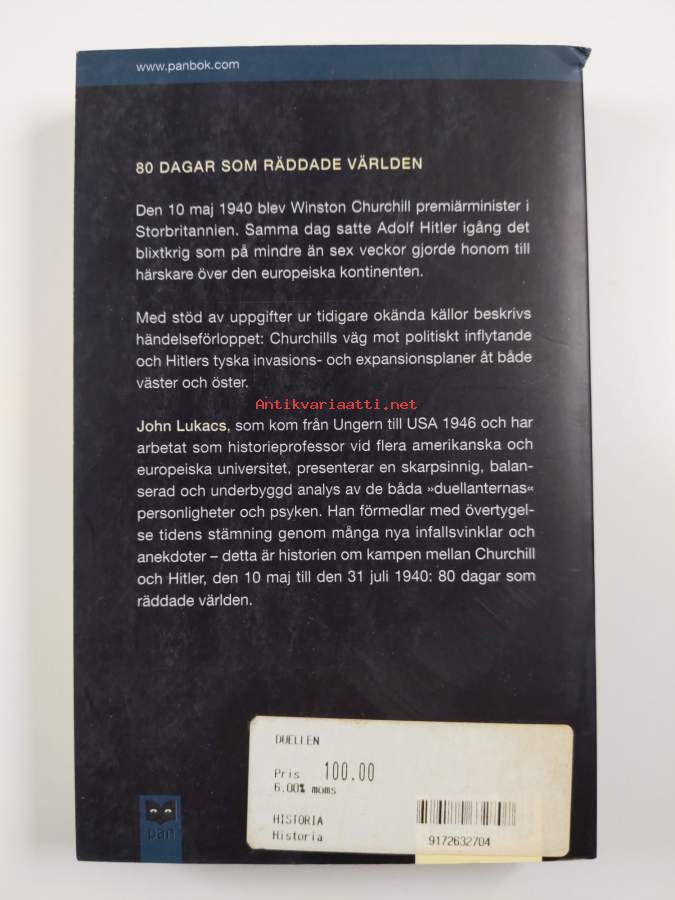 www.panbok.com
80 DAGAR SOM RÄDDADE VÄRLDEN
Den 10 maj 1940 blev Winston Churchill premiärminister i
Storbritannien. Samma dag satte Adolf Hitler igång det
blixtkrig som på mindre än sex veckor gjorde honom till
härskare över den europeiska kontinenten.
Med stöd av uppgifter ur tidigare okända källor beskrivs
händelseförloppet: Churchills väg mot politiskt inflytande
och Hitlers tyska invasions- och expansionsplaner åt både
väster och öster.
Antikvariaatti.net
John Lukacs, som kom från Ungern till USA 1946 och har
arbetat som historieprofessor vid flera amerikanska och
europeiska universitet, presenterar en skarpsinnig, balan-
serad och underbyggd analys av de båda »duellanternas«
personligheter och psyken. Han förmedlar med övertygel-
se tidens stämning genom många nya infallsvinklar och
anekdoter – detta är historien om kampen mellan Churchill
och Hitler, den 10 maj till den 31 juli 1940: 80 dagar som
räddade världen.
DUELLEN
Pris 100.00
6.00% moms
HISTORIA
Historia
9172632704
pan